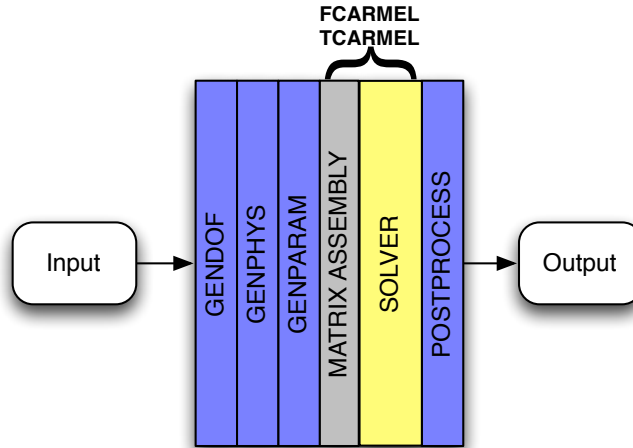 FCARMEL
TCARMEL
Input
GENDOF
GENPHYS
GENPARAM
MATRIX ASSEMBLY
SOLVER
POSTPROCESS
Output